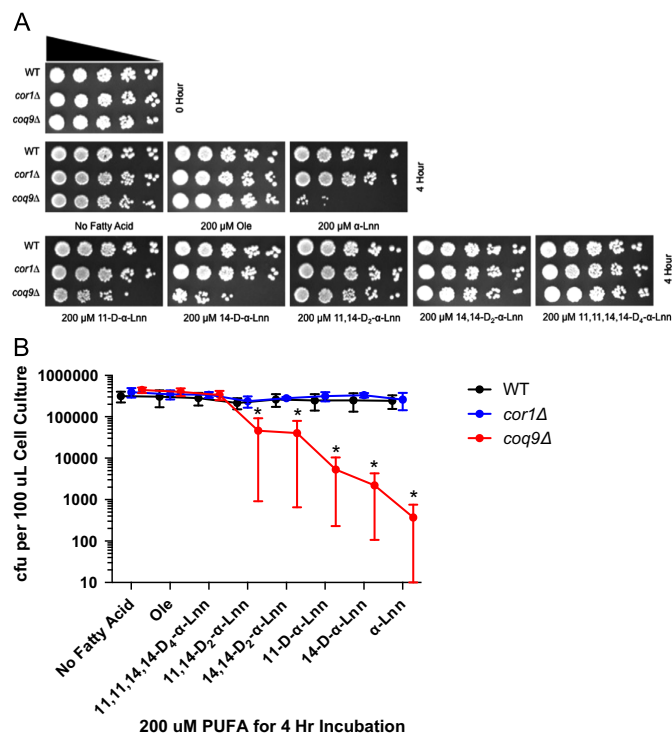 A
WT
cor1Δ
coq9Δ
0 Hour
WT
cor1Δ
coq9Δ
4 Hour
No Fatty Acid 200 µM Ole 200 µM α-Lnn
WT
cor1Δ
coq9Δ
4 Hour
200 µM 11-D-α-Lnn 200 µM 14-D-α-Lnn 200 µM 11,14-D2-α-Lnn 200 µM 14,14-D2-α-Lnn 200 µM 11,11,14,14-D4-α-Lnn
B
cfu per 100 uL Cell Culture
1000000
100000
10000
1000
100
10
* * * * *
WT
cor1Δ
coq9Δ
No Fatty Acid
Ole
11,11,14,14-D4-α-Lnn
11,14-D2-α-Lnn
14,14-D2-α-Lnn
11-D-α-Lnn
14-D-α-Lnn
α-Lnn
200 uM PUFA for 4 Hr Incubation